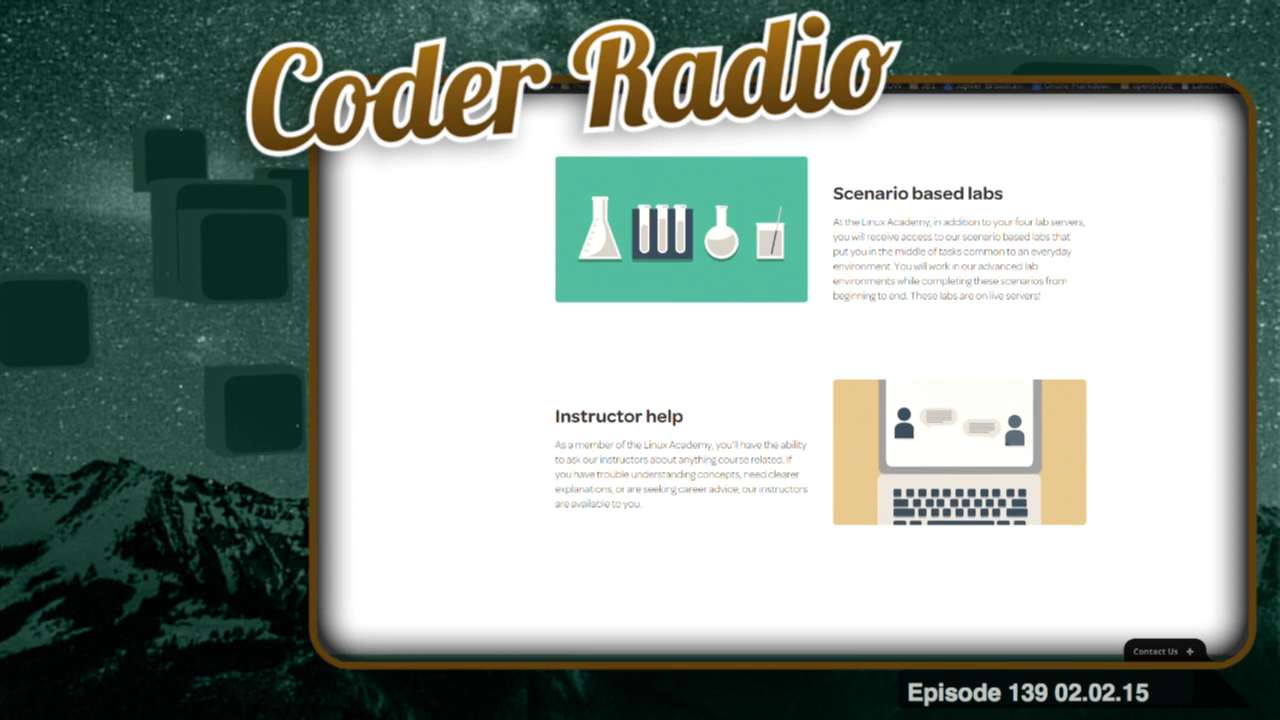 Coder Radio
Scenario based labs
At the Linux Academy, in addition to your four lab servers,
you will receive access to our scenario based labs that
put you in the middle of tasks common to an everyday
environment. You will work in our advanced lab
environments while completing these scenarios from
beginning to end. These labs are on live servers!
Instructor help
As a member of the Linux Academy, you'll have the ability
to ask our instructors about anything course related. If
you have trouble understanding concepts, need clearer
explanations, or are seeking career advice, our instructors
are available to you.
Contact Us +
Episode 139 02.02.15